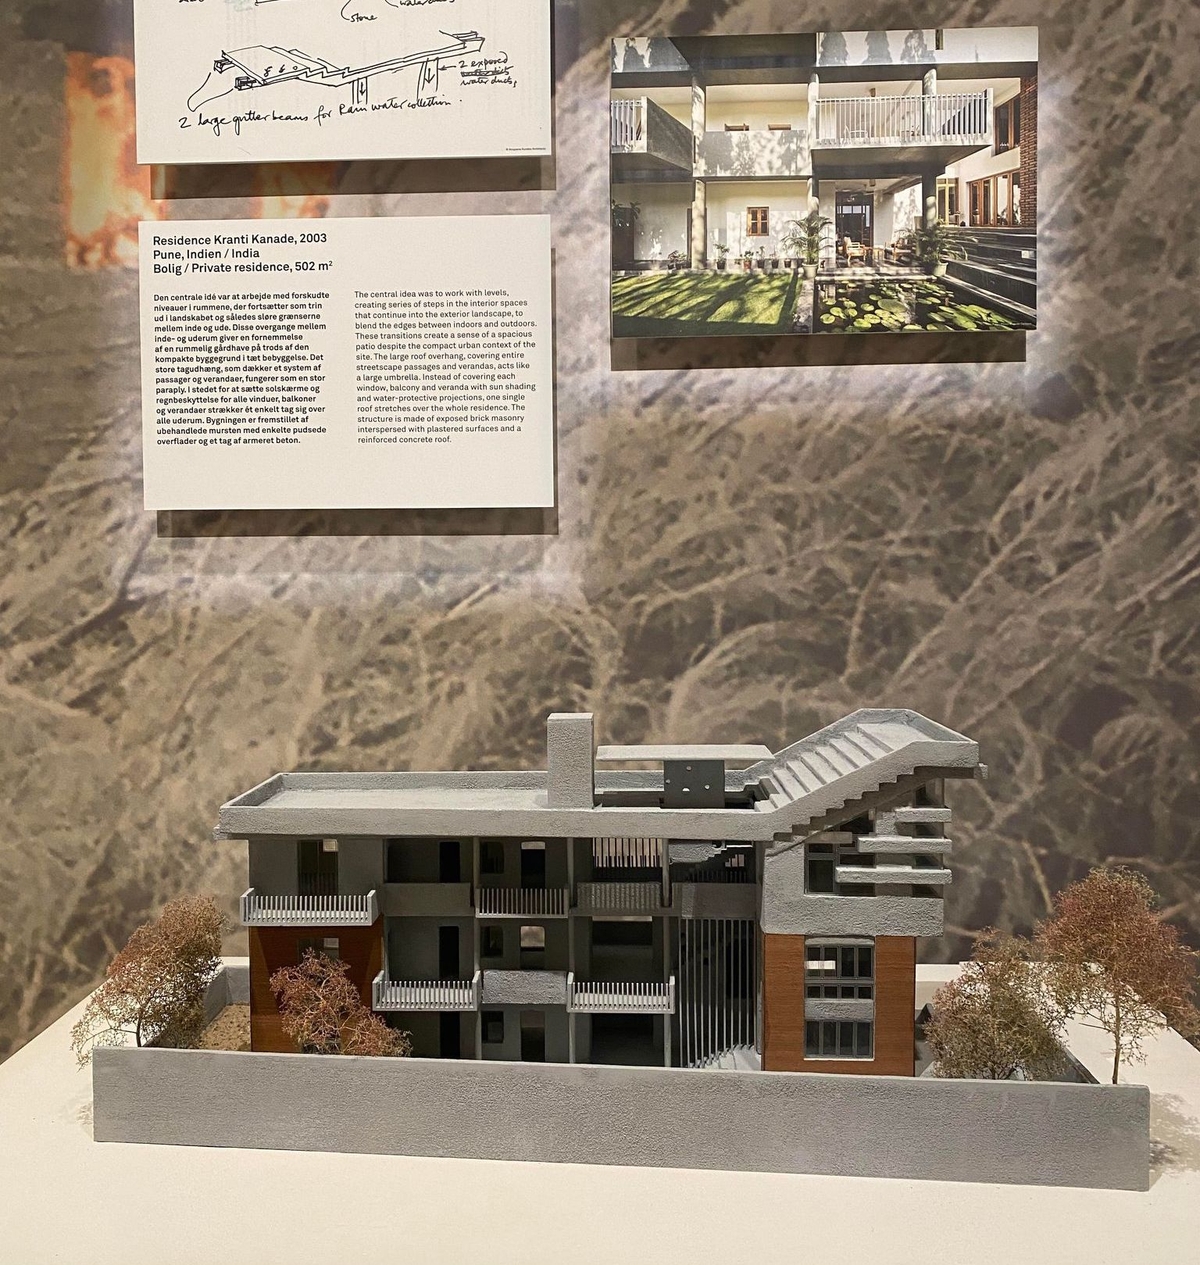 stone
2 exposed
water ducts,
2 large gutter beams for Rain water collection.
Residence Kranti Kanade, 2003
Pune, Indien / India
Bolig / Private residence, 502 m²
Den centrale idé var at arbejde med forskudte
niveauer i rummene, der fortsætter som trin
ud i landskabet og således sløre grænserne
mellem inde og ude. Disse overgange mellem
inde- og uderum giver en fornemmelse
af en rummelig gårdhave på trods af den
kompakte byggegrund i tæt bebyggelse. Det
store tagudhæng, som dækker et system af
passager og verandaer, fungerer som en stor
paraply. I stedet for at sætte solskærme og
regnbeskyttelse for alle vinduer, balkoner
og verandaer strækker ét enkelt tag sig over
alle uderum. Bygningen er fremstillet af
ubehandlede mursten med enkelte pudsede
overflader og et tag af armeret beton.
The central idea was to work with levels,
creating series of steps in the interior spaces
that continue into the exterior landscape, to
blend the edges between indoors and outdoors.
These transitions create a sense of a spacious
patio despite the compact urban context of the
site. The large roof overhang, covering entire
streetscape passages and verandas, acts like
a large umbrella. Instead of covering each
window, balcony and veranda with sun shading
and water-protective projections, one single
roof stretches over the whole residence. The
structure is made of exposed brick masonry
interspersed with plastered surfaces and a
reinforced concrete roof.